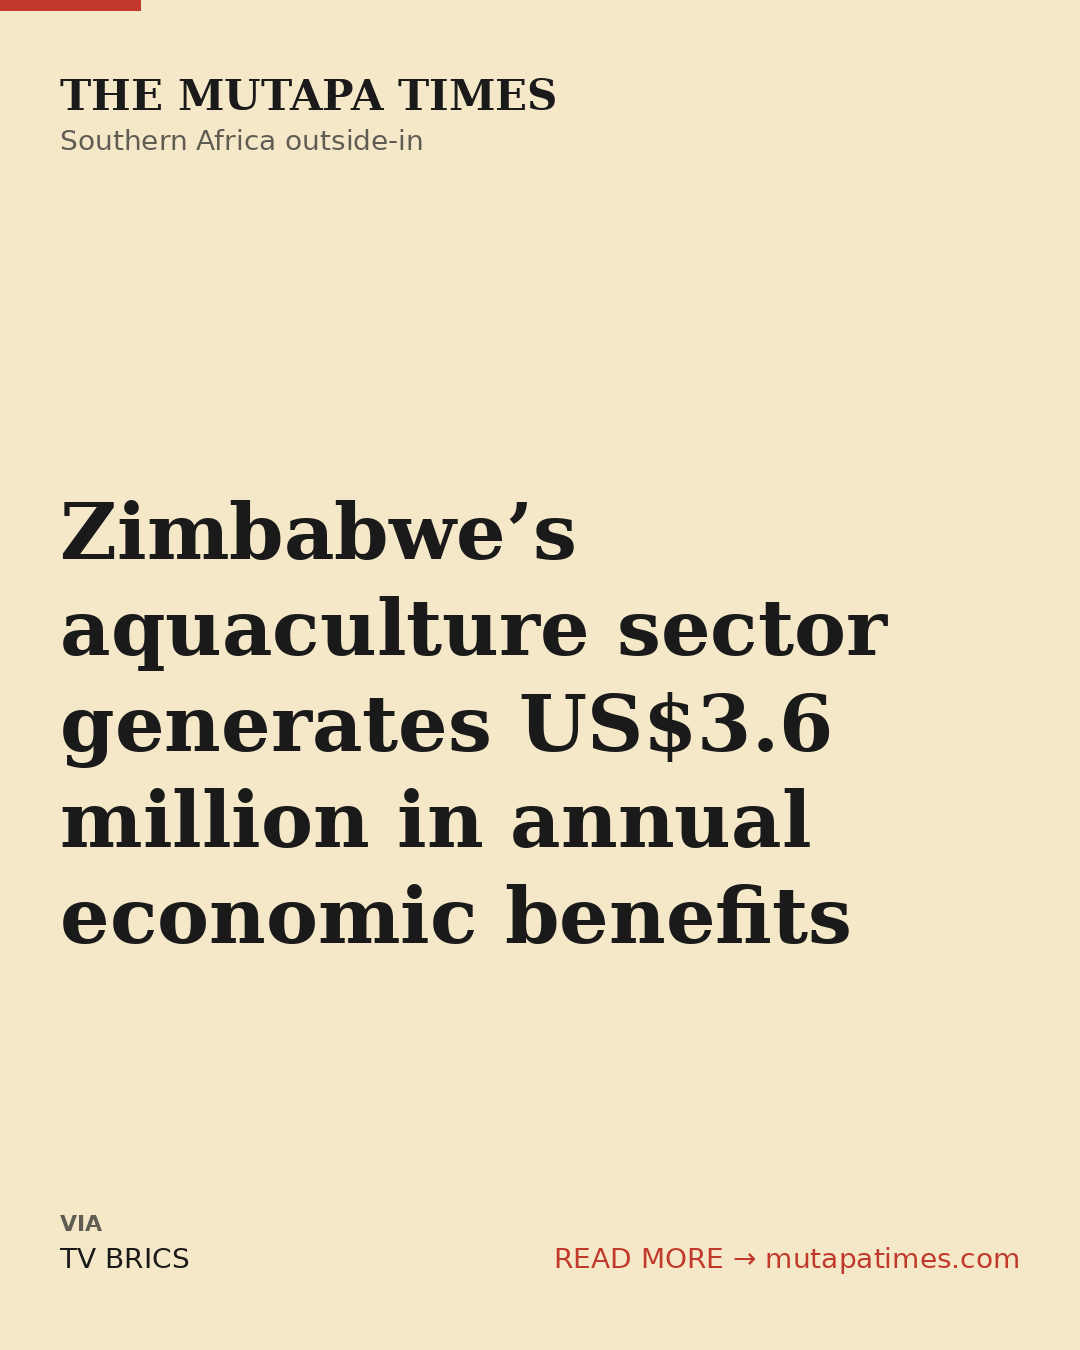 THE MUTAPA TIMES
Southern Africa outside-in
Zimbabwe’s
aquaculture sector
generates US$3.6
million in annual
economic benefits
VIA
TV BRICS
READ MORE → mutapatimes.com